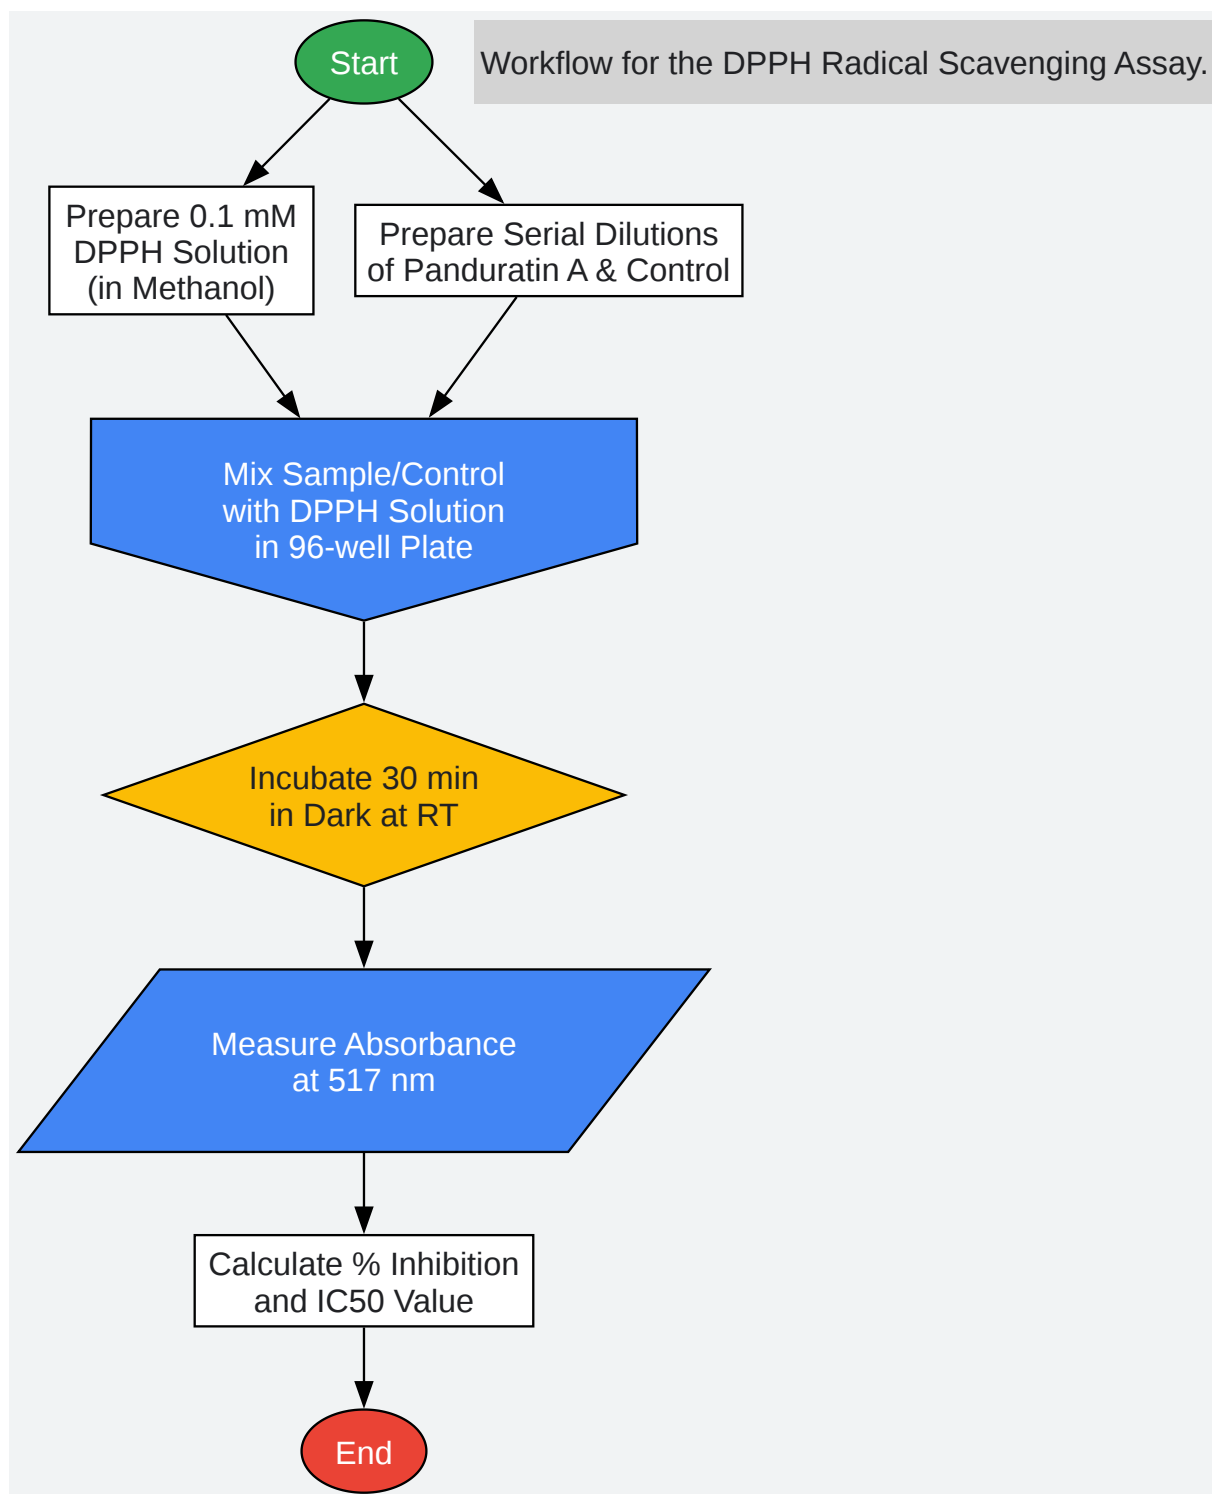 Start
Workflow for the DPPH Radical Scavenging Assay.
Prepare 0.1 mM
DPPH Solution
(in Methanol)
Prepare Serial Dilutions
of Panduratin A & Control
Mix Sample/Control
with DPPH Solution
in 96-well Plate
Incubate 30 min
in Dark at RT
Measure Absorbance
at 517 nm
Calculate % Inhibition
and IC50 Value
End